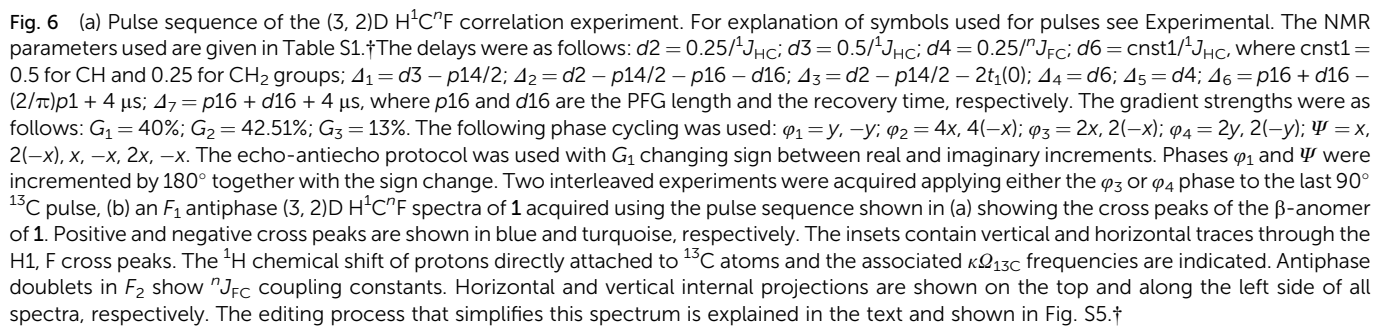 Fig. 6 (a) Pulse sequence of the (3, 2)D H¹CⁿF correlation experiment. For explanation of symbols used for pulses see Experimental. The NMR
parameters used are given in Table S1.†The delays were as follows: d2 = 0.25/¹J_HC; d3 = 0.5/¹J_HC; d4 = 0.25/ⁿJ_FC; d6 = cnst1/¹J_HC, where cnst1 =
0.5 for CH and 0.25 for CH₂ groups; Δ₁ = d3 − p14/2; Δ₂ = d2 − p14/2 − p16 − d16; Δ₃ = d2 − p14/2 − 2t₁(0); Δ₄ = d6; Δ₅ = d4; Δ₆ = p16 + d16 −
(2/π)p1 + 4 μs; Δ₇ = p16 + d16 + 4 μs, where p16 and d16 are the PFG length and the recovery time, respectively. The gradient strengths were as
follows: G₁ = 40%; G₂ = 42.51%; G₃ = 13%. The following phase cycling was used: φ₁ = y, −y; φ₂ = 4x, 4(−x); φ₃ = 2x, 2(−x); φ₄ = 2y, 2(−y); Ψ = x,
2(−x), x, −x, 2x, −x. The echo-antiecho protocol was used with G₁ changing sign between real and imaginary increments. Phases φ₁ and Ψ were
incremented by 180° together with the sign change. Two interleaved experiments were acquired applying either the φ₃ or φ₄ phase to the last 90°
¹³C pulse, (b) an F₁ antiphase (3, 2)D H¹CⁿF spectra of 1 acquired using the pulse sequence shown in (a) showing the cross peaks of the β-anomer
of 1. Positive and negative cross peaks are shown in blue and turquoise, respectively. The insets contain vertical and horizontal traces through the
H1, F cross peaks. The ¹H chemical shift of protons directly attached to ¹³C atoms and the associated κΩ₁₃C frequencies are indicated. Antiphase
doublets in F₂ show ⁿJ_FC coupling constants. Horizontal and vertical internal projections are shown on the top and along the left side of all
spectra, respectively. The editing process that simplifies this spectrum is explained in the text and shown in Fig. S5.†